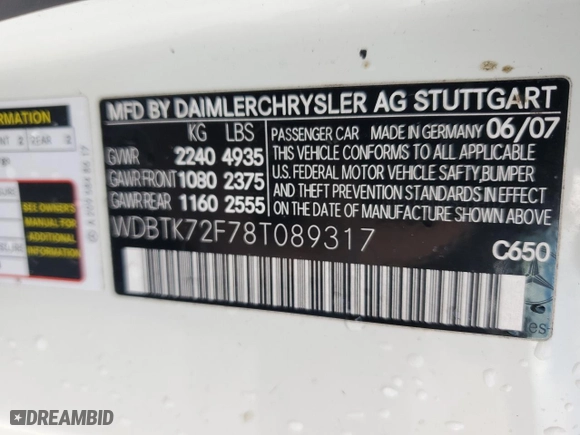 MFD BY DAIMLERCHRYSLER AG STUTTGART
KG LBS
GVWR 2240 4935
GAWR FRONT 1080 2375
GAWR REAR 1160 2555
PASSENGER CAR MADE IN GERMANY 06/07
THIS VEHICLE CONFORMS TO ALL APPLICABLE
U.S. FEDERAL MOTOR VEHICLE SAFTY, BUMPER
AND THEFT PREVENTION STANDARDS IN EFFECT
ON THE DATE OF MANUFACTURE SHOWN ABOVE.
WDBTK72F78T089317
C650
REAR 2
SEE OWNER'S
MANUAL FOR
ADDITIONAL
INFORMATION
DREAMBID